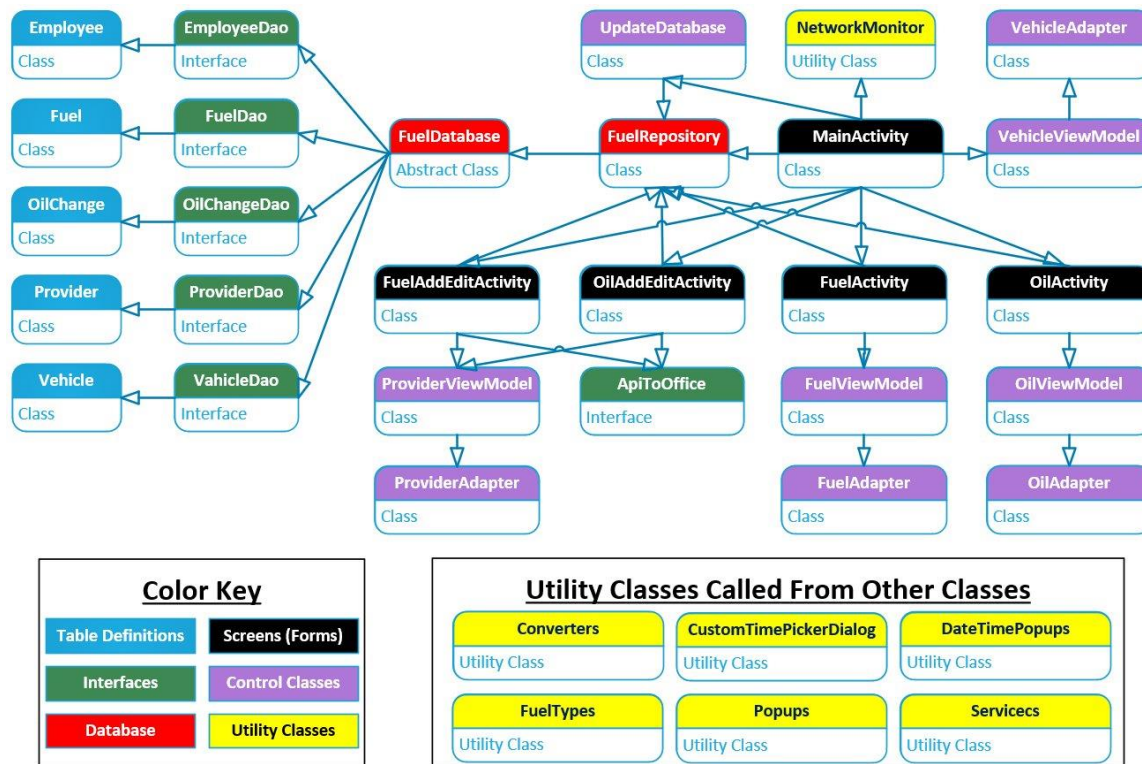 Employee
Class
EmployeeDao
Interface
UpdateDatabase
Class
NetworkMonitor
Utility Class
VehicleAdapter
Class
Fuel
Class
FuelDao
Interface
FuelDatabase
Abstract Class
FuelRepository
Class
MainActivity
Class
VehicleViewModel
Class
OilChange
Class
OilChangeDao
Interface
Provider
Class
ProviderDao
Interface
FuelAddEditActivity
Class
OilAddEditActivity
Class
FuelActivity
Class
OilActivity
Class
Vehicle
Class
VahicleDao
Interface
ProviderViewModel
Class
ApiToOffice
Interface
FuelViewModel
Class
OilViewModel
Class
ProviderAdapter
Class
FuelAdapter
Class
OilAdapter
Class
Color Key
Table Definitions
Screens (Forms)
Interfaces
Control Classes
Database
Utility Classes
Utility Classes Called From Other Classes
Converters
Utility Class
CustomTimePickerDialog
Utility Class
DateTimePopups
Utility Class
FuelTypes
Utility Class
Popups
Utility Class
Servicecs
Utility Class